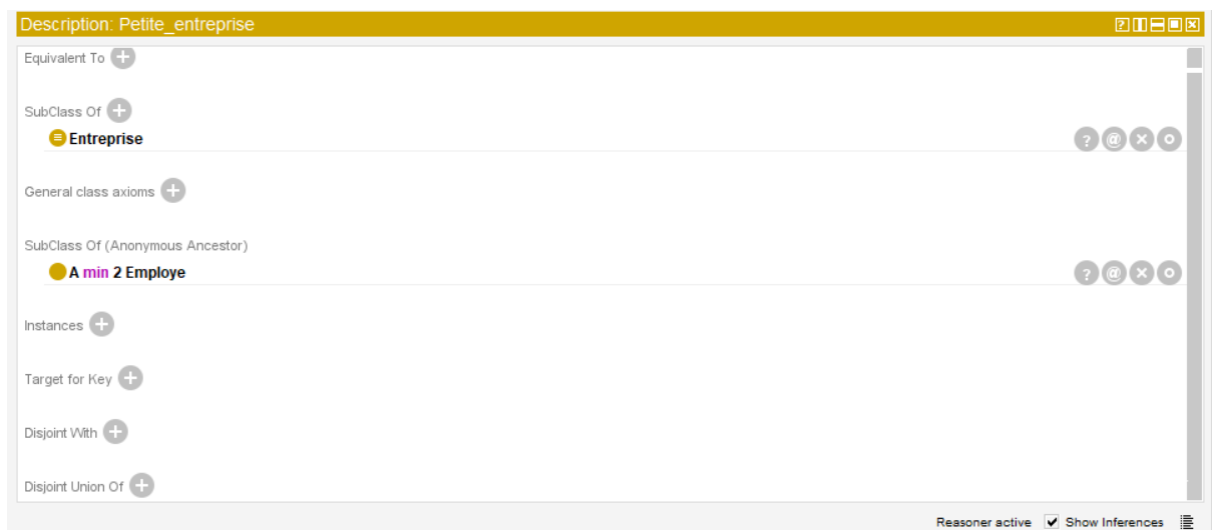 Description: Petite_entreprise
Equivalent To
SubClass Of
Entreprise
General class axioms
SubClass Of (Anonymous Ancestor)
A min 2 Employe
Instances
Target for Key
Disjoint With
Disjoint Union Of
Reasoner active Show Inferences